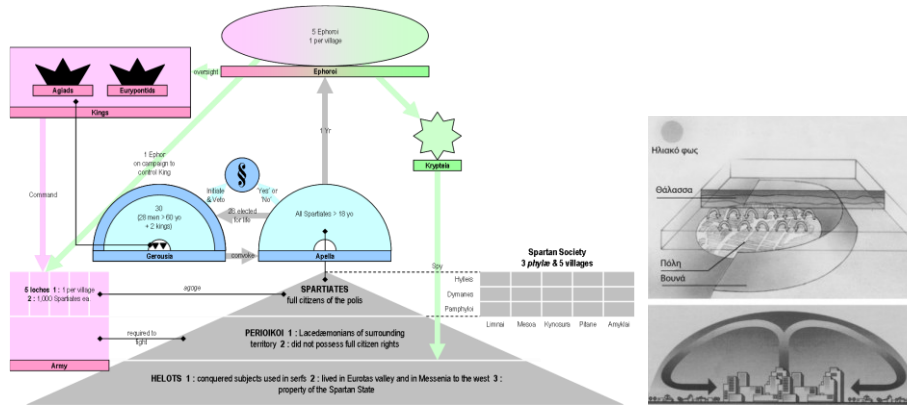 5 Ephoroi
1 per village
Ephoroi
oversight
Agiads
Eurypontids
Kings
1 Yr
Krypteia
1 Ephor
on campaign to
control King
Command
§
Initiate
& Veto
'Yes' or
'No'
30
(28 men > 60 yo
+ 2 kings)
28 elected
for life
All Spartiates > 18 yo
Gerousia
convoke
Apella
Spy
Spartan Society
3 phylæ & 5 villages
Hylleis
Dymanes
Pamphyloi
Limnai
Mesoa
Kynosura
Pitane
Amyklai
5 lochos 1 : 1 per village
2 : 1,000 Spartiates ea.
agoge
SPARTIATES
full citizens of the polis
required to
fight
PERIOIKOI 1 : Lacedæmonians of surrounding
territory 2 : did not possess full citizen rights
Army
HELOTS 1 : conquered subjects used in serfs 2 : lived in Eurotas valley and in Messenia to the west 3 :
property of the Spartan State
Ηλιακό φως
Θάλασσα
Πόλη
Βουνά